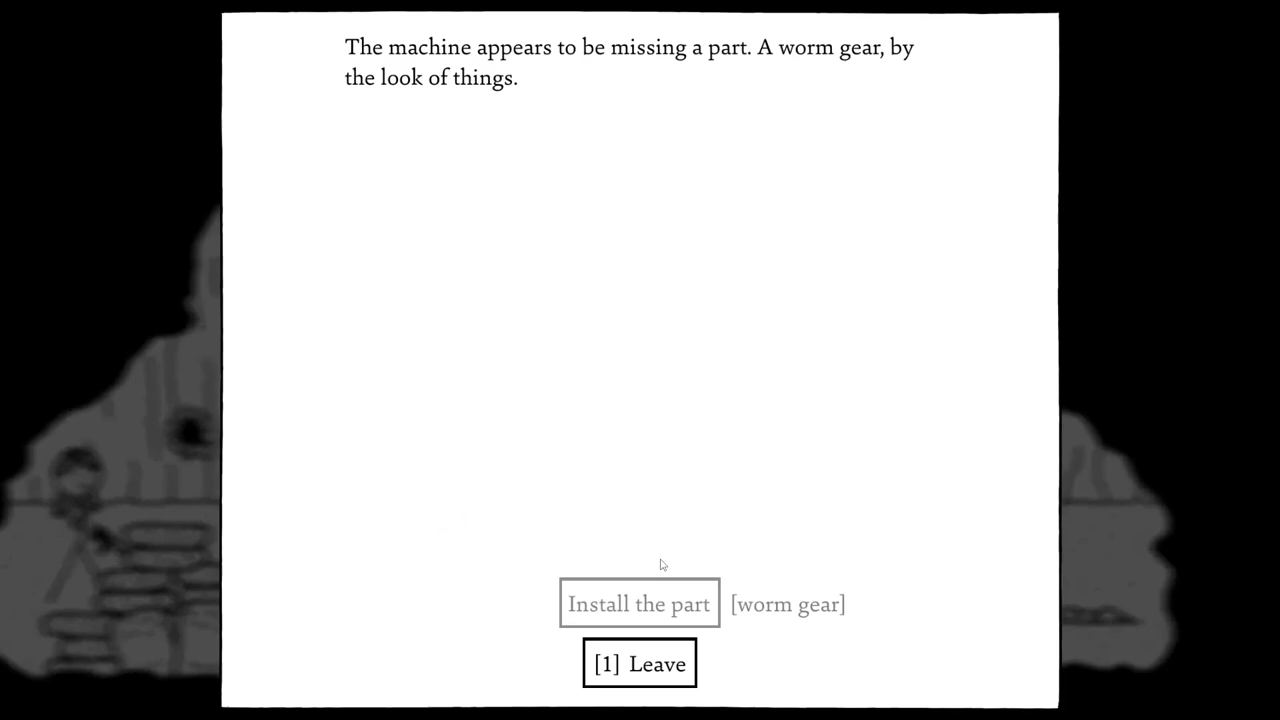 The machine appears to be missing a part. A worm gear, by
the look of things.
Install the part [worm gear]
[1] Leave